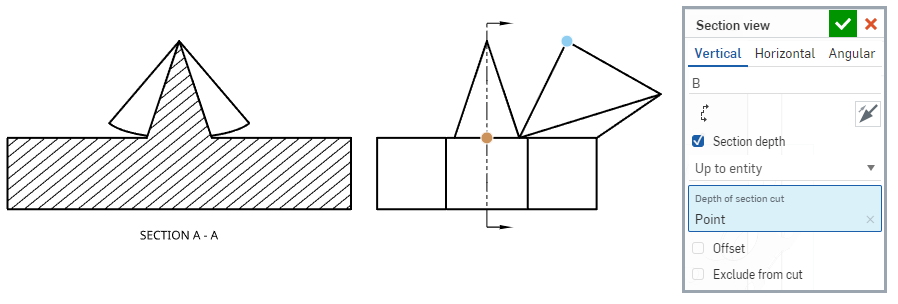 SECTION A - A
Section view
Vertical Horizontal Angular
B
Section depth
Up to entity
Depth of section cut
Point
Offset
Exclude from cut